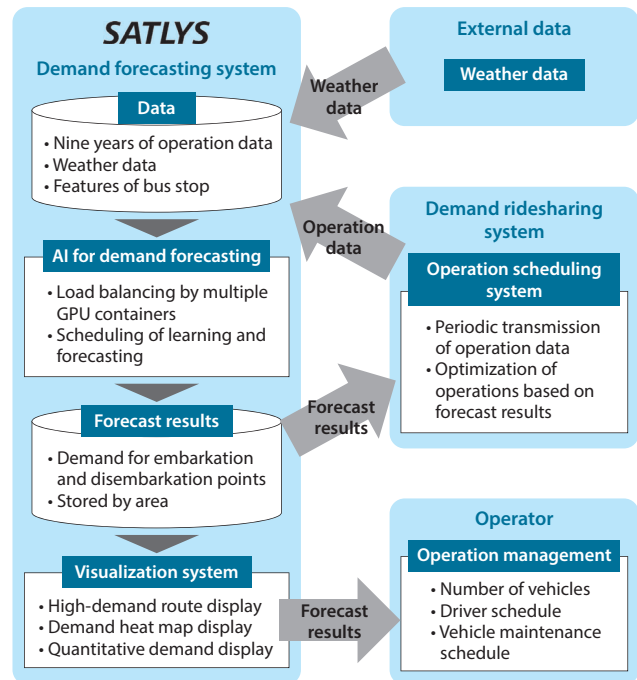 SATLYS
Demand forecasting system
Data
• Nine years of operation data
• Weather data
• Features of bus stop
AI for demand forecasting
• Load balancing by multiple
GPU containers
• Scheduling of learning and
forecasting
Forecast results
• Demand for embarkation
and disembarkation points
• Stored by area
Visualization system
• High-demand route display
• Demand heat map display
• Quantitative demand display
Weather
data
Operation
data
Forecast
results
Forecast
results
External data
Weather data
Demand ridesharing
system
Operation scheduling
system
• Periodic transmission
of operation data
• Optimization of
operations based on
forecast results
Operator
Operation management
• Number of vehicles
• Driver schedule
• Vehicle maintenance
schedule